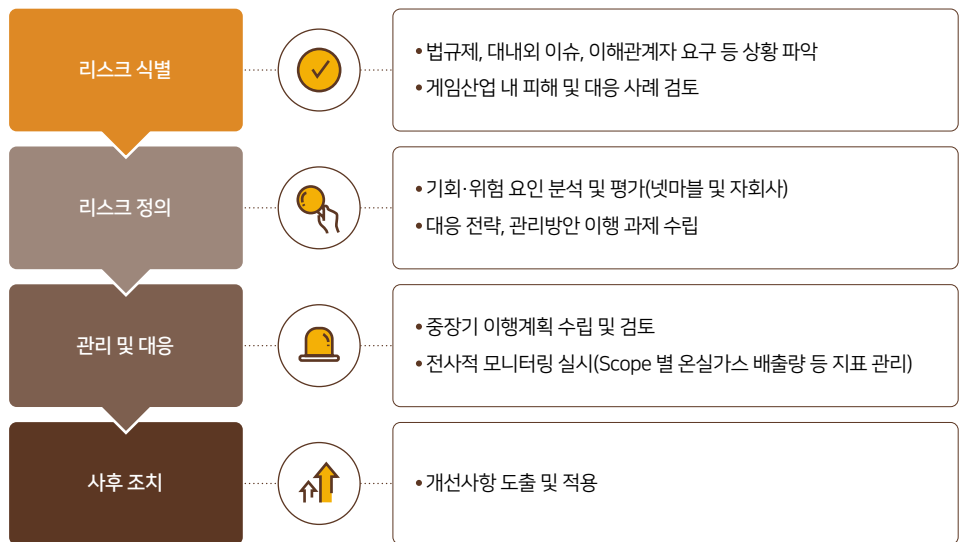 리스크 식별
• 법규제, 대내외 이슈, 이해관계자 요구 등 상황 파악
• 게임산업 내 피해 및 대응 사례 검토
리스크 정의
• 기회·위험 요인 분석 및 평가(넷마블 및 자회사)
• 대응 전략, 관리방안 이행 과제 수립
관리 및 대응
• 중장기 이행계획 수립 및 검토
• 전사적 모니터링 실시(Scope 별 온실가스 배출량 등 지표 관리)
사후 조치
• 개선사항 도출 및 적용